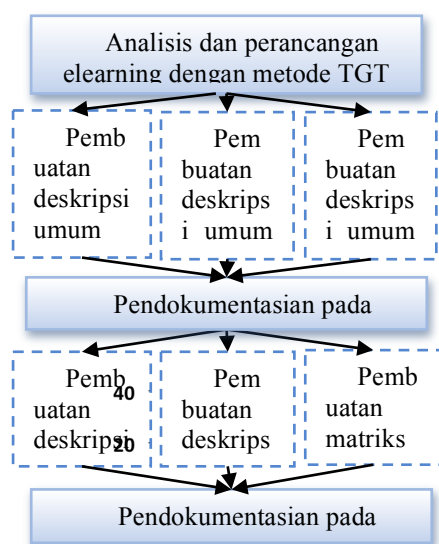 Analisis dan perancangan
elearning dengan metode TGT
Pemb
uatan
deskripsi
umum
Pem
buatan
deskrips
i umum
Pem
buatan
deskrips
i umum
Pendokumentasian pada
Pemb
uatan
deskripsi
40
20
Pem
buatan
deskrips
Pemb
uatan
matriks
Pendokumentasian pada